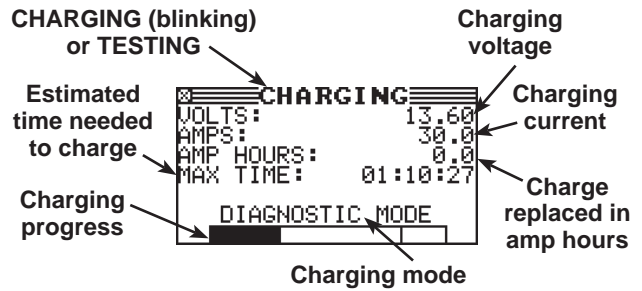 CHARGING (blinking)
or TESTING
Charging
voltage
Estimated
time needed
to charge
CHARGING
VOLTS: 13.60
AMPS: 30.0
AMP HOURS: 0.0
MAX TIME: 01:10:27
DIAGNOSTIC MODE
Charging
current
Charging
progress
Charge
replaced in
amp hours
Charging mode